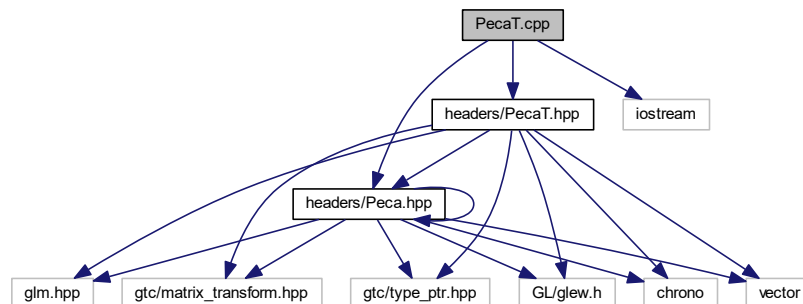 PecaT.cpp
headers/PecaT.hpp
iostream
headers/Peca.hpp
glm.hpp
gtc/matrix_transform.hpp
gtc/type_ptr.hpp
GL/glew.h
chrono
vector